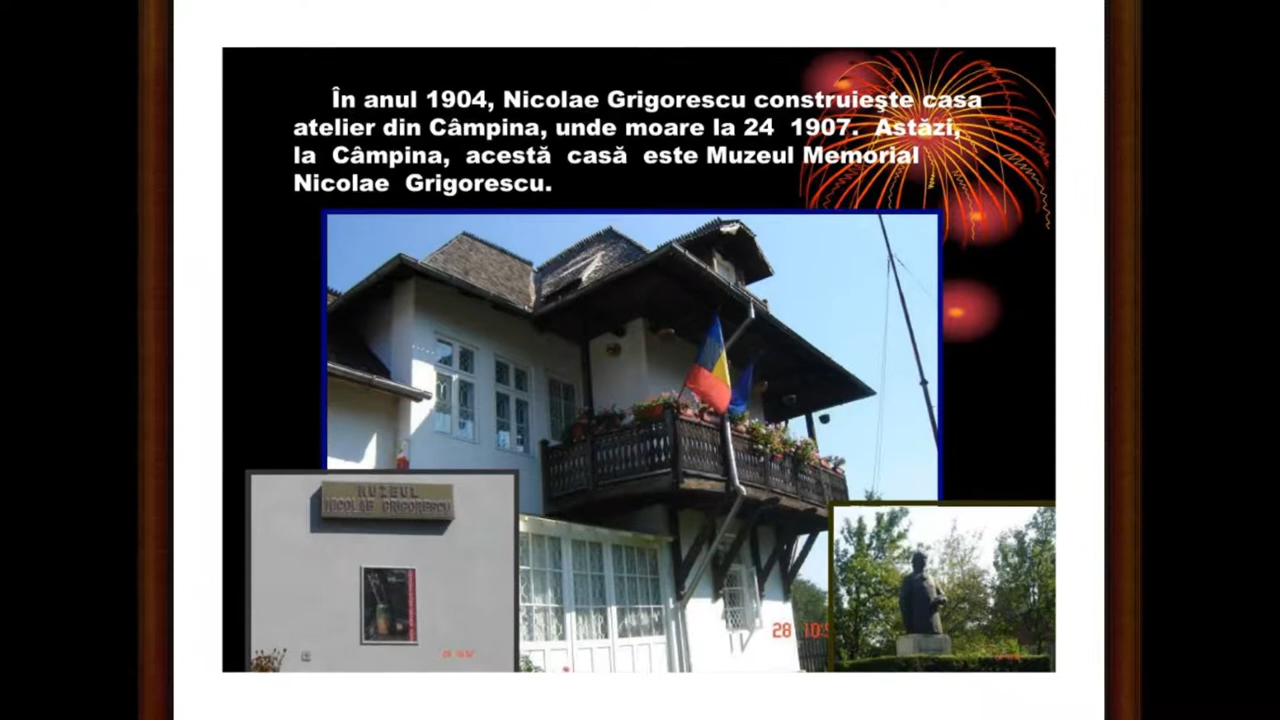 În anul 1904, Nicolae Grigorescu construieşte casa
atelier din Câmpina, unde moare la 24 1907. Astăzi,
la Câmpina, acestă casă este Muzeul Memorial
Nicolae Grigorescu.
MUZEUL
NICOLAE GRIGORESCU
28 10:5